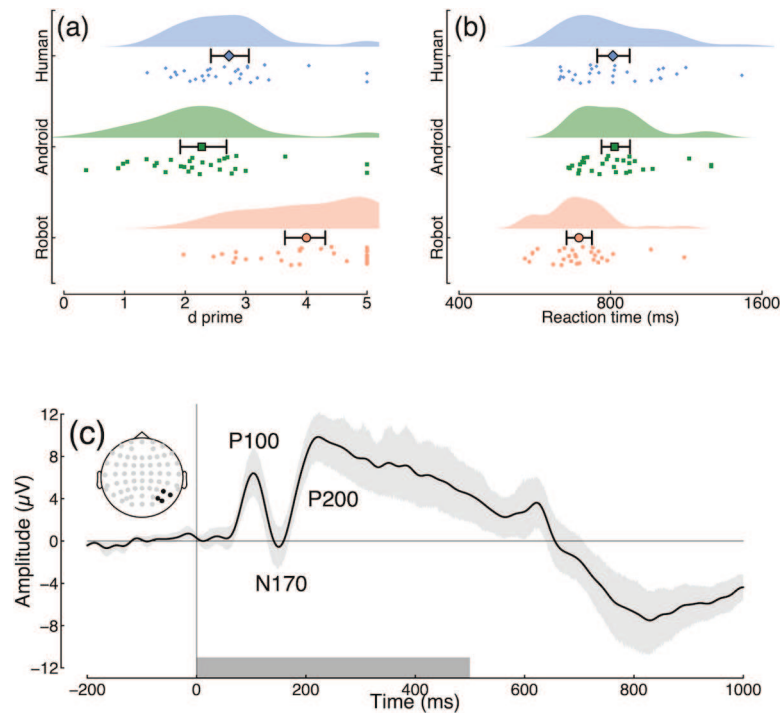 (a)
Human
Android
Robot
0 1 2 3 4 5
d prime
(b)
Human
Android
Robot
400 800 1600
Reaction time (ms)
(c)
12
8
4
0
−4
−8
−12
Amplitude (μV)
P100
P200
N170
−200 0 200 400 600 800 1000
Time (ms)